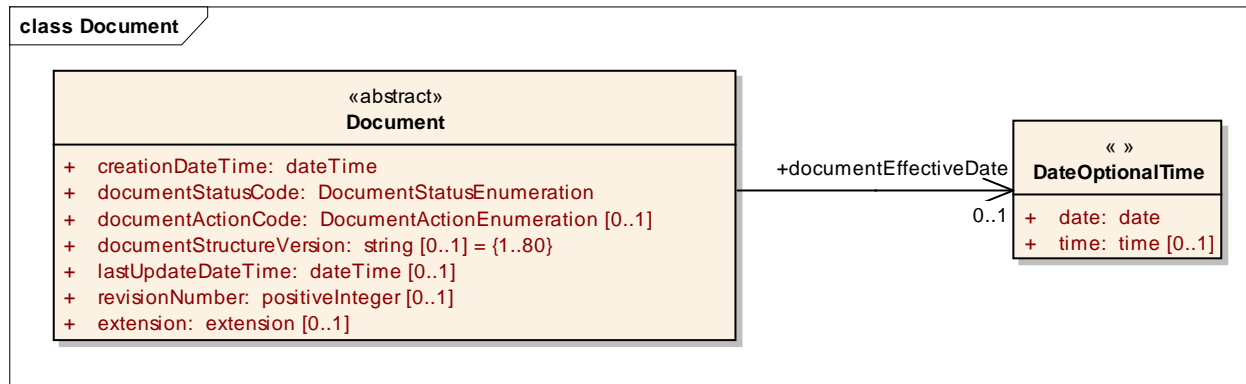 class Document
«abstract»
Document
+ creationDateTime: dateTime
+ documentStatusCode: DocumentStatusEnumeration
+ documentActionCode: DocumentActionEnumeration [0..1]
+ documentStructureVersion: string [0..1] = {1..80}
+ lastUpdateDateTime: dateTime [0..1]
+ revisionNumber: positiveInteger [0..1]
+ extension: extension [0..1]
+documentEffectiveDate
0..1
« »
DateOptionalTime
+ date: date
+ time: time [0..1]